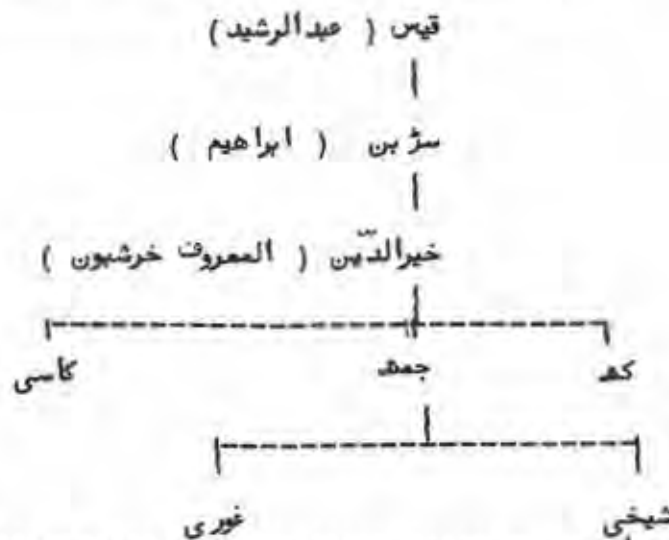 قیس ( عبدالرشید )
سڑبن ( ابراهیم )
خیرالدّین ( المعروف خرشبون )
کند جمند کاسی
شیخی غوری